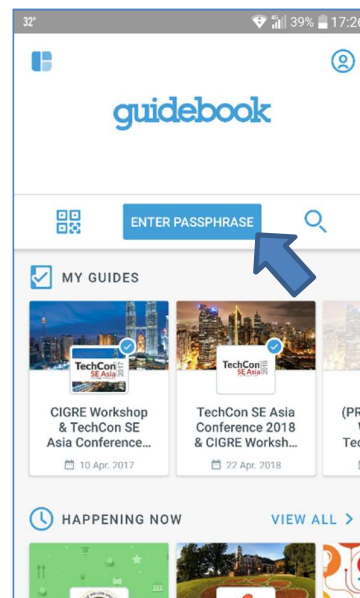 32°
39% 17:26
guidebook
ENTER PASSPHRASE
MY GUIDES
TechCon
SE Asia 2017
TechCon
SE Asia
CIGRE Workshop
& TechCon SE
Asia Conference...
10 Apr. 2017
TechCon SE Asia
Conference 2018
& CIGRE Worksh...
22 Apr. 2018
(PR
HAPPENING NOW
VIEW ALL >